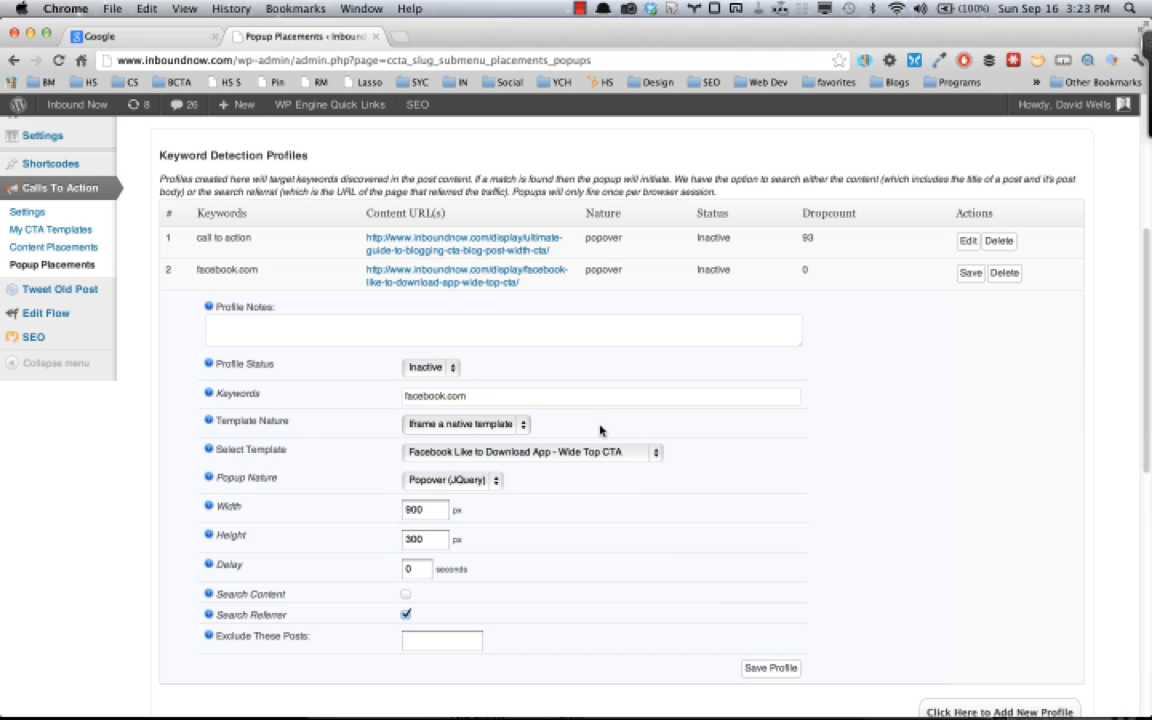 Chrome File Edit View History Bookmarks Window Help (100%) Sun Sep 16 3:23 PM
Google × Popup Placements < Inbound ×
www.inboundnow.com/wp-admin/admin.php?page=ccta_slug_submenu_placements_popups
BM HS CS BCTA HS S Pin RM Lasso SYC IN Social YCH HS Design SEO Web Dev favorites Blogs Programs » Other Bookmarks
Inbound Now 8 26 + New WP Engine Quick Links SEO Howdy, David Wells
Settings
Shortcodes
Calls To Action
Settings
My CTA Templates
Content Placements
Popup Placements
Tweet Old Post
Edit Flow
SEO
Collapse menu
Keyword Detection Profiles
Profiles created here will target keywords discovered in the post content. If a match is found then the popup will initiate. We have the option to search either the content (which includes the title of a post and it's post
body) or the search referral (which is the URL of the page that referred the traffic). Popups will only fire once per browser session.
# Keywords Content URL(s) Nature Status Dropcount Actions
1 call to action http://www.inboundnow.com/display/ultimate- popover Inactive 93 Edit Delete
guide-to-blogging-cta-blog-post-width-cta/
2 facebook.com http://www.inboundnow.com/display/facebook- popover Inactive 0 Save Delete
like-to-download-app-wide-top-cta/
Profile Notes:
Profile Status Inactive
Keywords facebook.com
Template Nature Iframe a native template
Select Template Facebook Like to Download App - Wide Top CTA
Popup Nature Popover (JQuery)
Width 900 px
Height 300 px
Delay 0 seconds
Search Content
Search Referrer
Exclude These Posts:
Save Profile
Click Here to Add New Profile